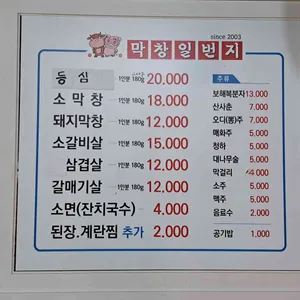 since 2003
막창일번지
등심 1인분 180g 20,000
소막창 1인분 180g 18,000
돼지막창 1인분 180g 12,000
소갈비살 1인분 180g 15,000
삼겹살 1인분 180g 12,000
갈매기살 1인분 180g 12,000
소면(잔치국수) 4,000
된장.계란찜 추가 2,000
주류
보해복분자 13,000
산사춘 7,000
오디(뽕)주 7,000
매화주 5,000
청하 5,000
대나무술 5,000
막걸리 4,000
소주 5,000
맥주 5,000
음료수 2,000
공기밥 1,000